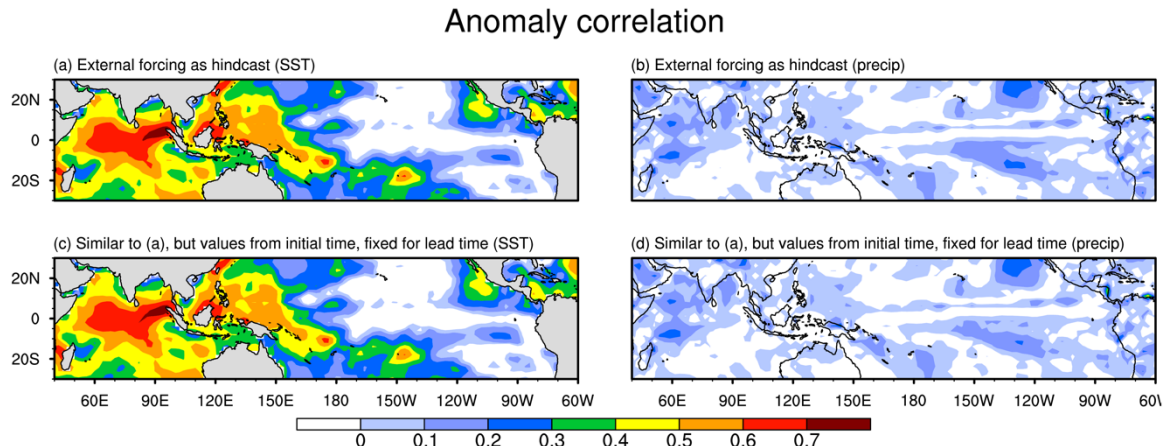 Anomaly correlation
(a) External forcing as hindcast (SST)
(b) External forcing as hindcast (precip)
20N
0
20S
(c) Similar to (a), but values from initial time, fixed for lead time (SST)
(d) Similar to (a), but values from initial time, fixed for lead time (precip)
20N
0
20S
60E 90E 120E 150E 180 150W 120W 90W 60W
60E 90E 120E 150E 180 150W 120W 90W 60W
0 0.1 0.2 0.3 0.4 0.5 0.6 0.7